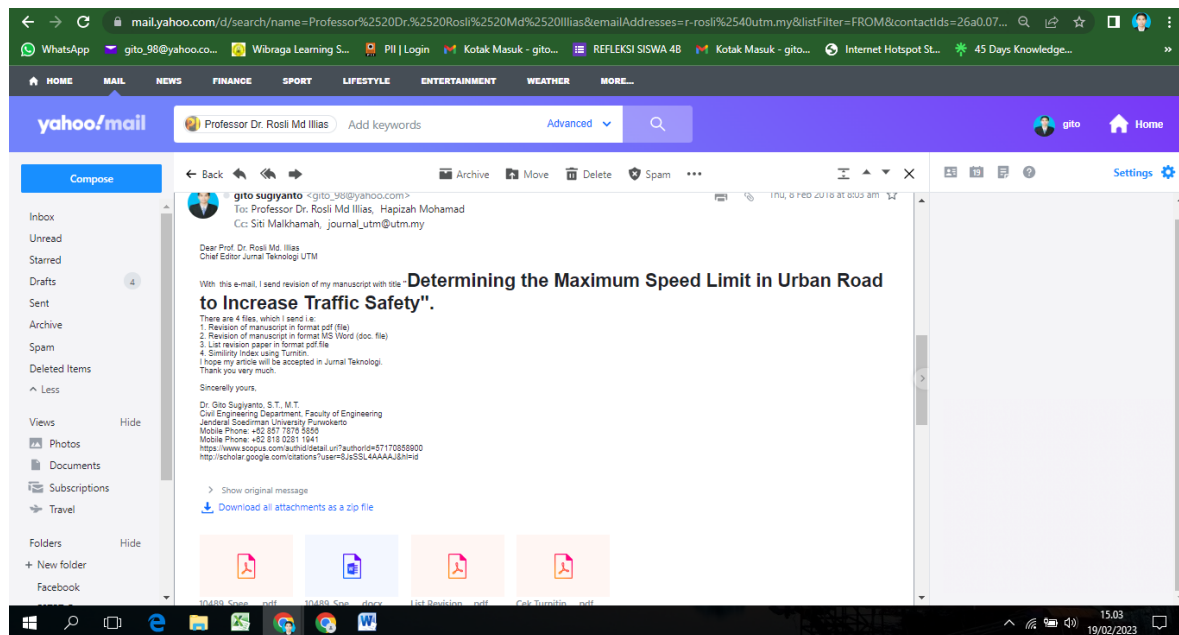 mail.yahoo.com/d/search/name=Professor%2520Dr.%2520Rosli%2520Md%2520Illias&emailAddresses=r-rosli%2540utm.my&listFilter=FROM&contactIds=26a0.07...
WhatsApp gito_98@yahoo.co... Wibraga Learning S... PII | Login Kotak Masuk - gito... REFLEKSI SISWA 4B Kotak Masuk - gito... Internet Hotspot St... 45 Days Knowledge... »
HOME MAIL NEWS FINANCE SPORT LIFESTYLE ENTERTAINMENT WEATHER MORE...
yahoo!mail Professor Dr. Rosli Md Illias Add keywords Advanced gito Home
Compose Back Archive Move Delete Spam Settings
Inbox
Unread
Starred
Drafts 4
Sent
Archive
Spam
Deleted Items
Less
Views Hide
Photos
Documents
Subscriptions
Travel
Folders Hide
+ New folder
Facebook
gito sugiyanto <gito_98@yahoo.com> Thu, 8 Feb 2018 at 8:03 am
To: Professor Dr. Rosli Md Illias, Hapizah Mohamad
Cc: Siti Malkhamah, journal_utm@utm.my
Dear Prof. Dr. Rosli Md. Illias
Chief Editor Jurnal Teknologi UTM
With this e-mail, I send revision of my manuscript with title "Determining the Maximum Speed Limit in Urban Road
to Increase Traffic Safety".
There are 4 files, which I send i.e:
1. Revision of manuscript in format pdf (file)
2. Revision of manuscript in format MS Word (doc. file)
3. List revision paper in format pdf.file
4. Similirity Index using Turnitin.
I hope my article will be accepted in Jurnal Teknologi.
Thank you very much.
Sincerelly yours,
Dr. Gito Sugiyanto, S.T., M.T.
Civil Engineering Department, Faculty of Engineering
Jenderal Soedirman University Purwokerto
Mobile Phone: +62 857 7876 5856
Mobile Phone: +62 818 0281 1941
https://www.scopus.com/authid/detail.uri?authorId=57170858900
http://scholar.google.com/citations?user=8JsSSL4AAAAJ&hl=id
Show original message
Download all attachments as a zip file
10489_Spee... .pdf 10489_Spe... .docx List Revision... .pdf Cek Turnitin... .pdf
15.03
19/02/2023